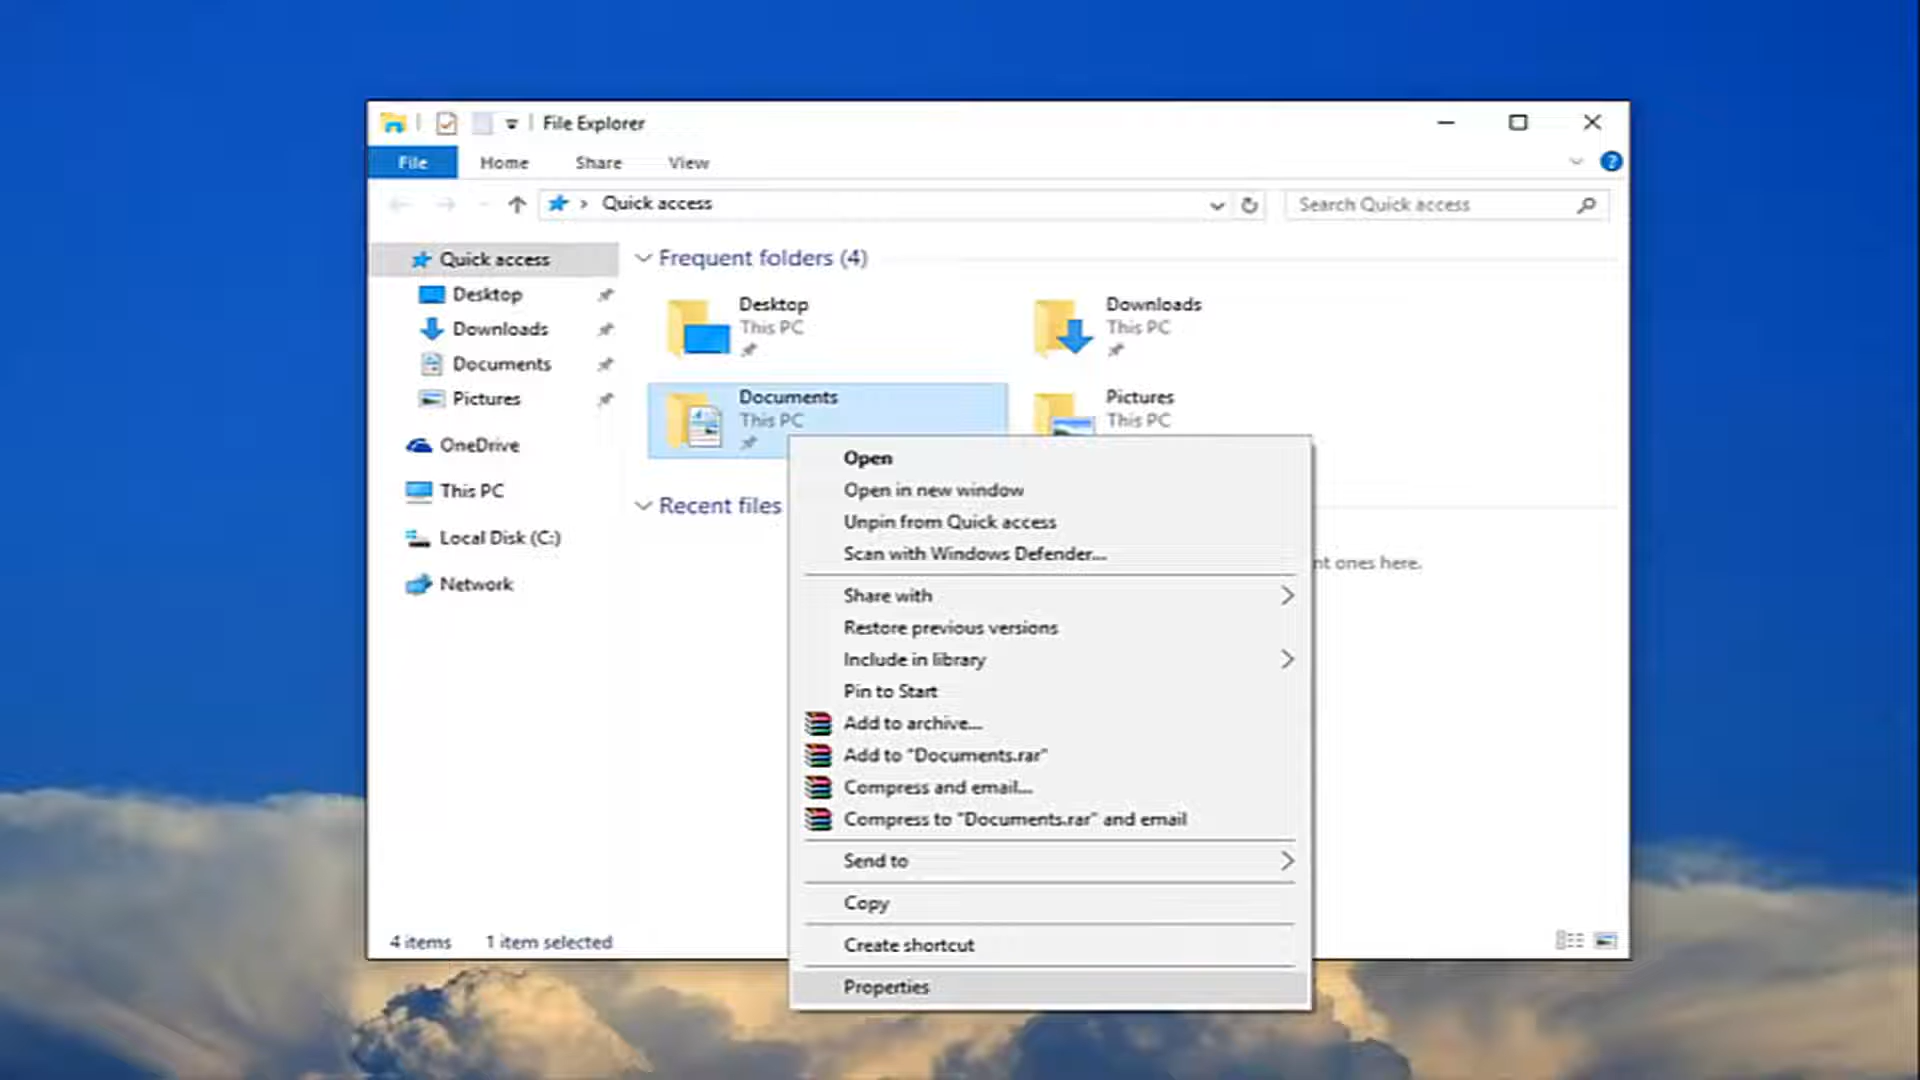 File Explorer
File Home Share View
Quick access
Search Quick access
Quick access
Desktop
Downloads
Documents
Pictures
OneDrive
This PC
Local Disk (C:)
Network
Frequent folders (4)
Desktop
This PC
Downloads
This PC
Documents
This PC
Pictures
This PC
Recent files
nt ones here.
Open
Open in new window
Unpin from Quick access
Scan with Windows Defender...
Share with
Restore previous versions
Include in library
Pin to Start
Add to archive...
Add to "Documents.rar"
Compress and email...
Compress to "Documents.rar" and email
Send to
Copy
Create shortcut
Properties
4 items 1 item selected